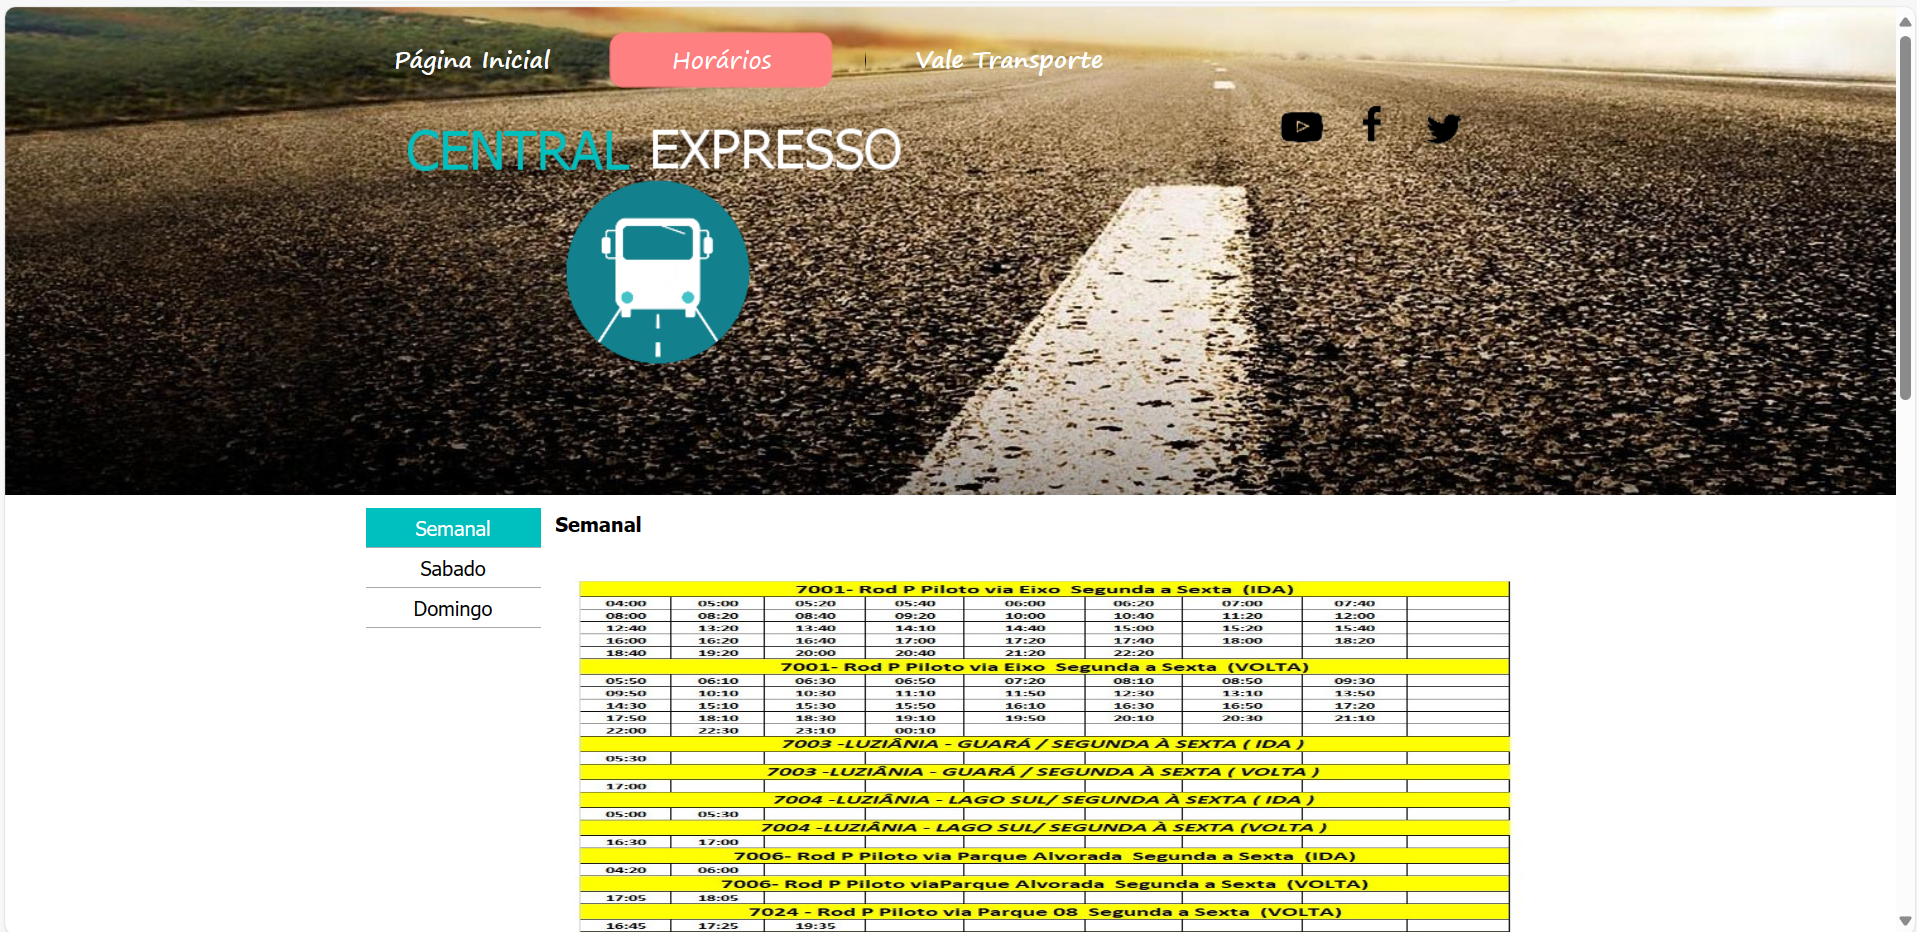 Página Inicial Horários Vale Transporte
CENTRAL EXPRESSO
Semanal
Sabado
Domingo
Semanal
7001- Rod P Piloto via Eixo Segunda a Sexta (IDA)
04:00 05:00 05:20 05:40 06:00 06:20 07:00 07:40
08:00 08:20 08:40 09:20 10:00 10:40 11:20 12:00
12:40 13:20 13:40 14:10 14:40 15:00 15:20 15:40
16:00 16:20 16:40 17:00 17:20 17:40 18:00 18:20
18:40 19:20 20:00 20:40 21:20 22:20
7001- Rod P Piloto via Eixo Segunda a Sexta (VOLTA)
05:50 06:10 06:30 06:50 07:20 08:10 08:50 09:30
09:50 10:10 10:30 11:10 11:50 12:30 13:10 13:50
14:30 15:10 15:30 15:50 16:10 16:30 16:50 17:20
17:50 18:10 18:30 19:10 19:50 20:10 20:30 21:10
22:00 22:30 23:10 00:10
7003 -LUZIÂNIA - GUARÁ / SEGUNDA À SEXTA ( IDA )
05:30
7003 -LUZIÂNIA - GUARÁ / SEGUNDA À SEXTA ( VOLTA )
17:00
7004 -LUZIÂNIA - LAGO SUL/ SEGUNDA À SEXTA ( IDA )
05:00 05:30
7004 -LUZIÂNIA - LAGO SUL/ SEGUNDA À SEXTA (VOLTA )
16:30 17:00
7006- Rod P Piloto via Parque Alvorada Segunda a Sexta (IDA)
04:20 06:00
7006- Rod P Piloto viaParque Alvorada Segunda a Sexta (VOLTA)
17:05 18:05
7024 - Rod P Piloto via Parque 08 Segunda a Sexta (VOLTA)
16:45 17:25 19:35